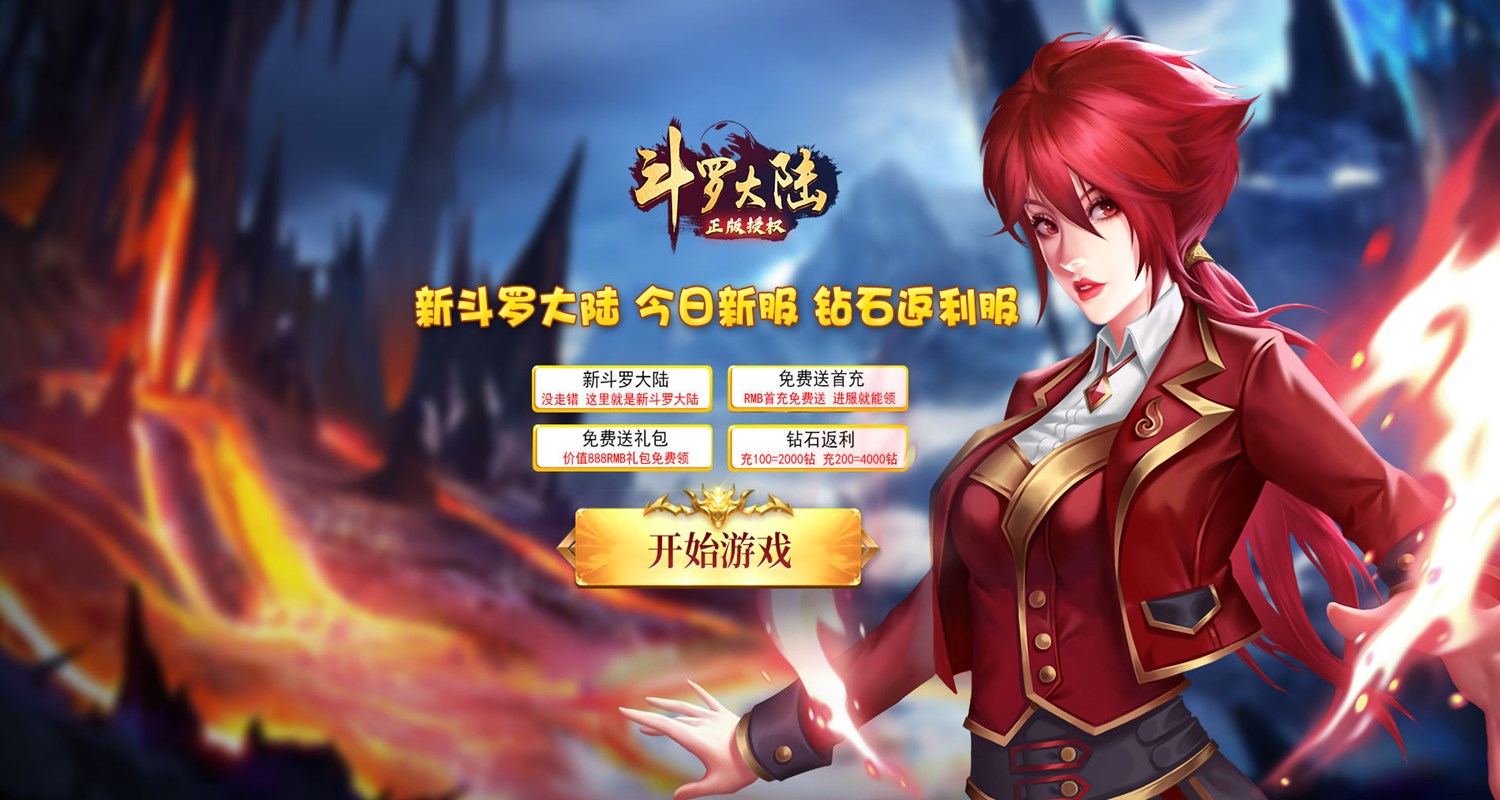 斗罗大陆
正版授权
新斗罗大陆 今日新服 钻石返利服
新斗罗大陆
没走错 这里就是新斗罗大陆
免费送首充
RMB首充免费送 进服就能领
免费送礼包
价值888RMB礼包免费领
钻石返利
充100=2000钻 充200=4000钻
开始游戏